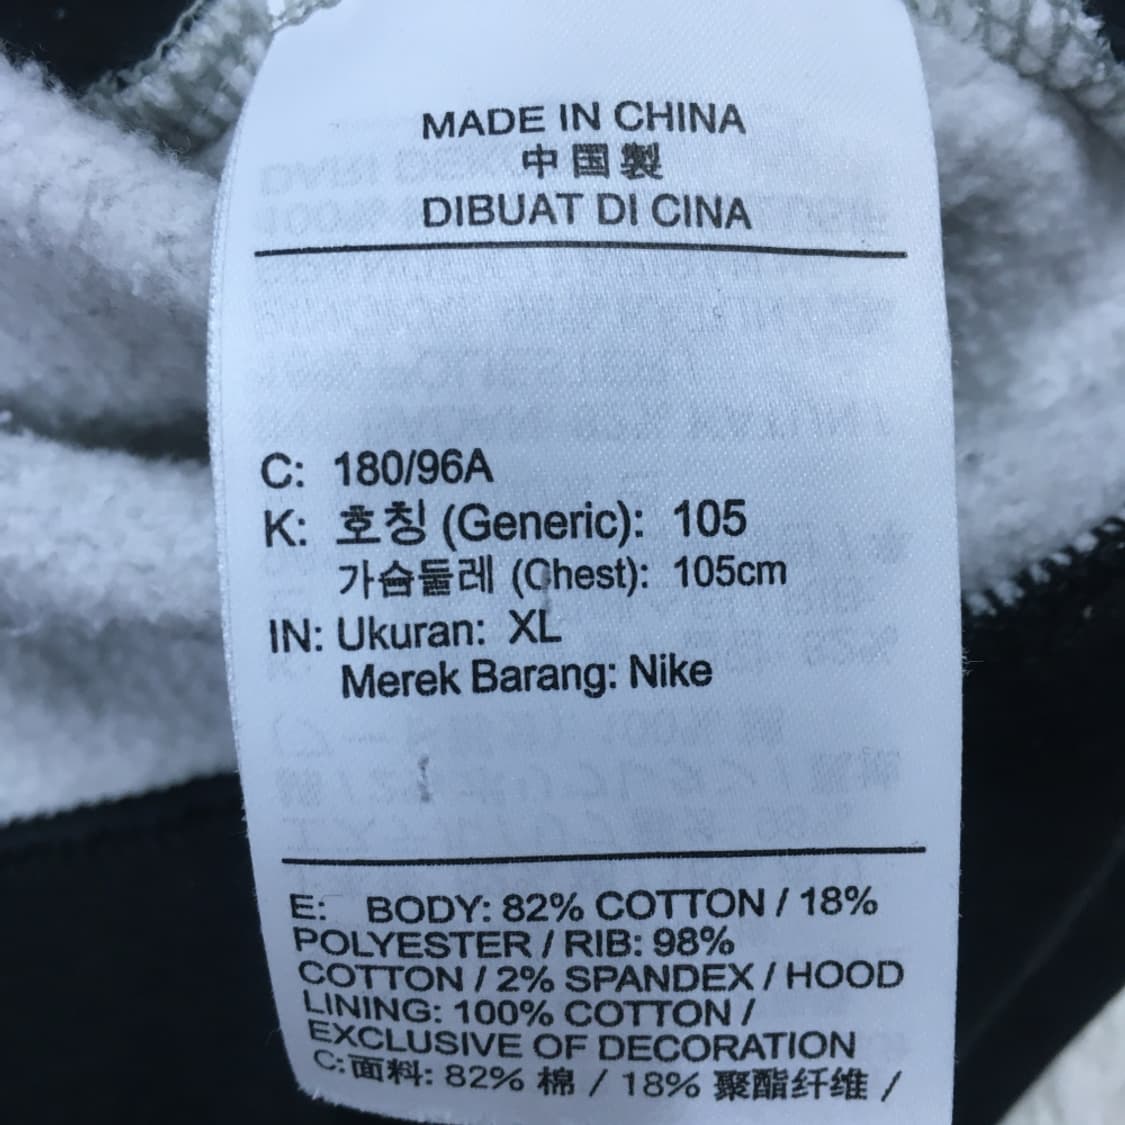 MADE IN CHINA
中国製
DIBUAT DI CINA
C: 180/96A
K: 호칭 (Generic): 105
가슴둘레 (Chest): 105cm
IN: Ukuran: XL
Merek Barang: Nike
E: BODY: 82% COTTON / 18%
POLYESTER / RIB: 98%
COTTON / 2% SPANDEX / HOOD
LINING: 100% COTTON /
EXCLUSIVE OF DECORATION
C:面料: 82% 棉 / 18% 聚酯纤维 /